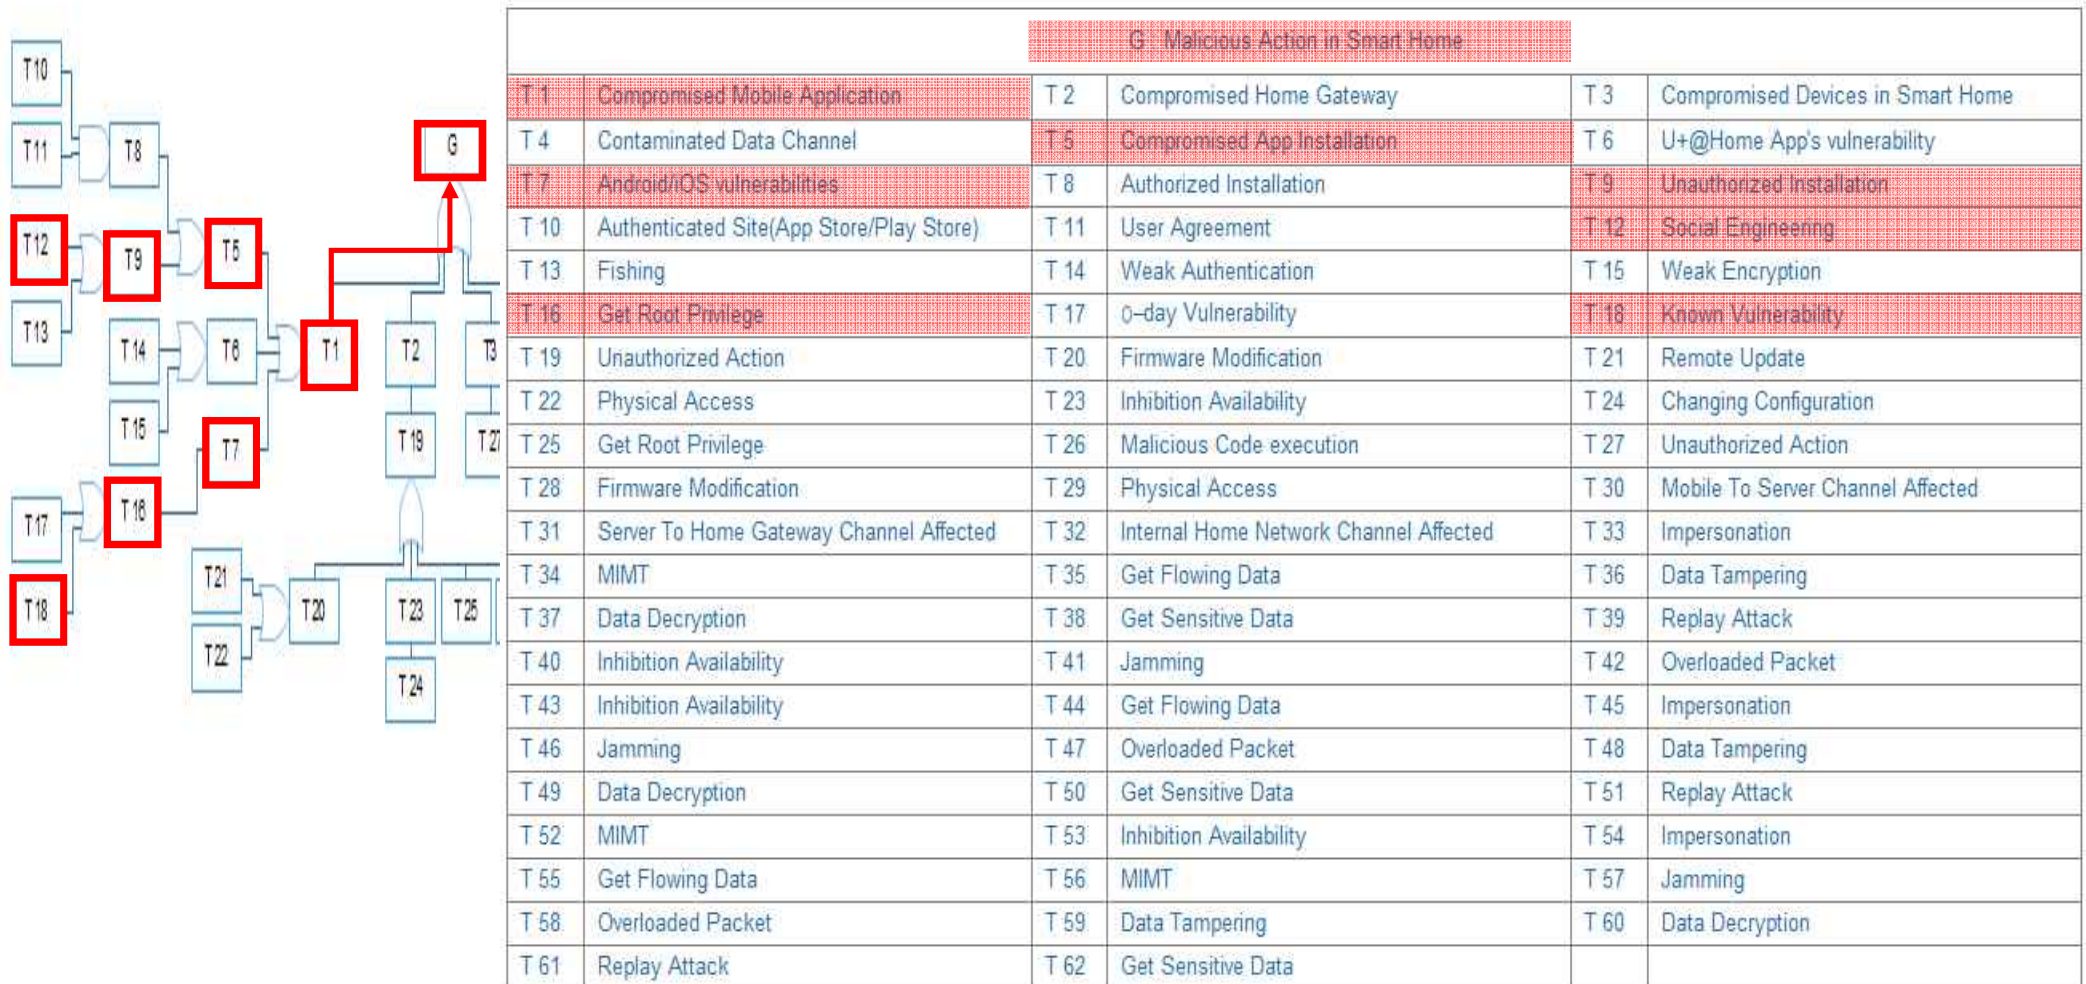 T10
T11
T8
G
T12
T9
T5
T13
T14
T6
T1
T2
T3
T15
T7
T19
T27
T17
T16
T18
T21
T20
T23
T25
T22
T24
G : Malicious Action in Smart Home
T 1 Compromised Mobile Application T 2 Compromised Home Gateway T 3 Compromised Devices in Smart Home
T 4 Contaminated Data Channel T 5 Compromised App Installation T 6 U+@Home App's vulnerability
T 7 Android/iOS vulnerabilities T 8 Authorized Installation T 9 Unauthorized Installation
T 10 Authenticated Site(App Store/Play Store) T 11 User Agreement T 12 Social Engineering
T 13 Fishing T 14 Weak Authentication T 15 Weak Encryption
T 16 Get Root Privilege T 17 0-day Vulnerability T 18 Known Vulnerability
T 19 Unauthorized Action T 20 Firmware Modification T 21 Remote Update
T 22 Physical Access T 23 Inhibition Availability T 24 Changing Configuration
T 25 Get Root Privilege T 26 Malicious Code execution T 27 Unauthorized Action
T 28 Firmware Modification T 29 Physical Access T 30 Mobile To Server Channel Affected
T 31 Server To Home Gateway Channel Affected T 32 Internal Home Network Channel Affected T 33 Impersonation
T 34 MIMT T 35 Get Flowing Data T 36 Data Tampering
T 37 Data Decryption T 38 Get Sensitive Data T 39 Replay Attack
T 40 Inhibition Availability T 41 Jamming T 42 Overloaded Packet
T 43 Inhibition Availability T 44 Get Flowing Data T 45 Impersonation
T 46 Jamming T 47 Overloaded Packet T 48 Data Tampering
T 49 Data Decryption T 50 Get Sensitive Data T 51 Replay Attack
T 52 MIMT T 53 Inhibition Availability T 54 Impersonation
T 55 Get Flowing Data T 56 MIMT T 57 Jamming
T 58 Overloaded Packet T 59 Data Tampering T 60 Data Decryption
T 61 Replay Attack T 62 Get Sensitive Data